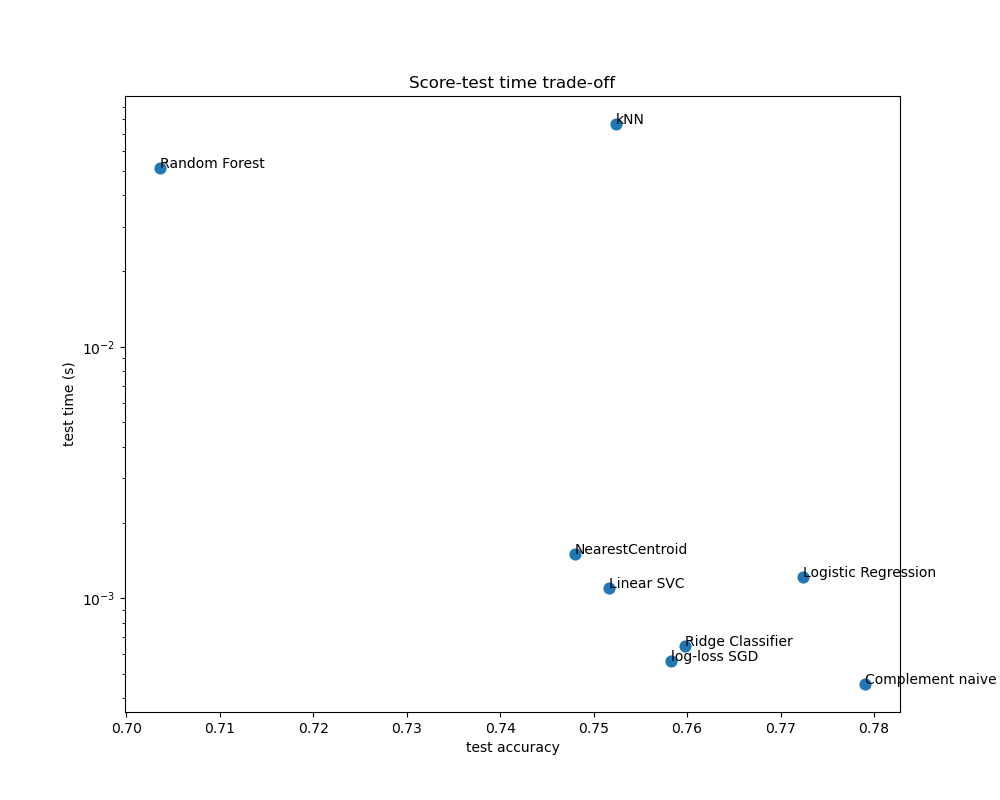 Score-test time trade-off
kNN
Random Forest
10⁻²
test time (s)
NearestCentroid
Logistic Regression
Linear SVC
10⁻³
Ridge Classifier
log-loss SGD
Complement naive
0.70 0.71 0.72 0.73 0.74 0.75 0.76 0.77 0.78
test accuracy